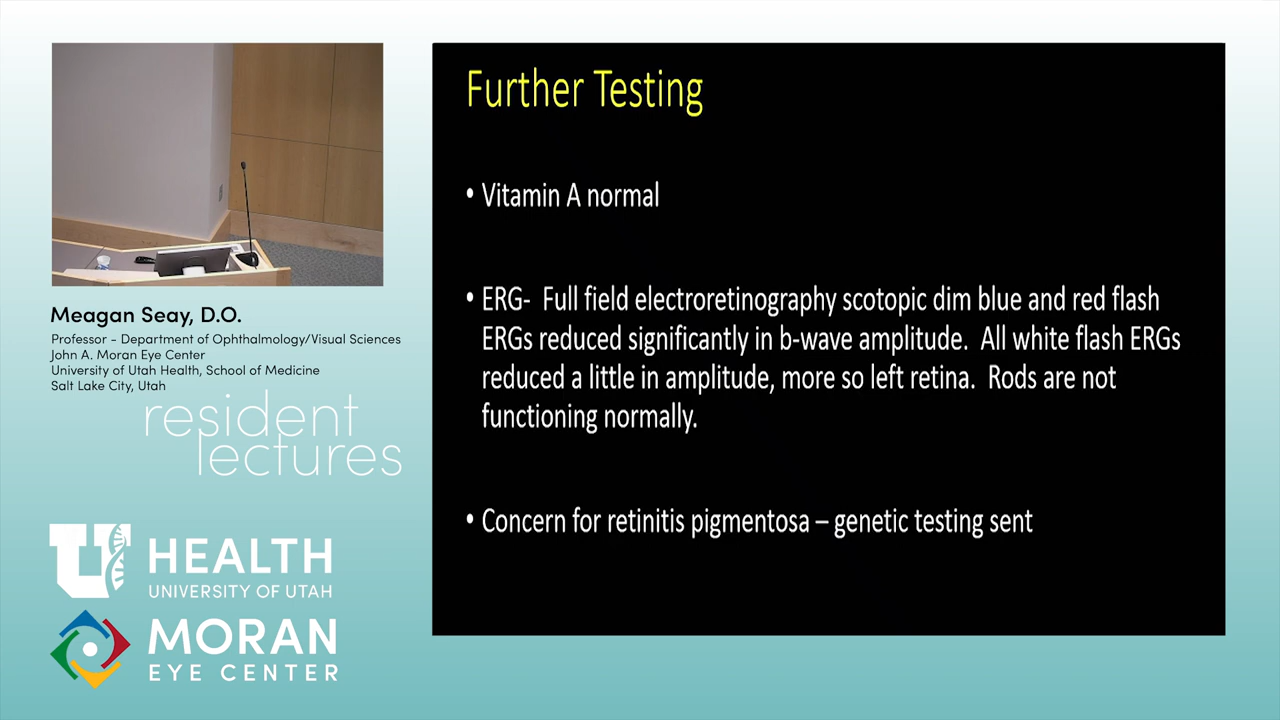 Further Testing
• Vitamin A normal
• ERG- Full field electroretinography scotopic dim blue and red flash
ERGs reduced significantly in b-wave amplitude. All white flash ERGs
reduced a little in amplitude, more so left retina. Rods are not
functioning normally.
• Concern for retinitis pigmentosa – genetic testing sent
Meagan Seay, D.O.
Professor – Department of Ophthalmology/Visual Sciences
John A. Moran Eye Center
University of Utah Health, School of Medicine
Salt Lake City, Utah
resident
lectures
U HEALTH
UNIVERSITY OF UTAH
MORAN
EYE CENTER